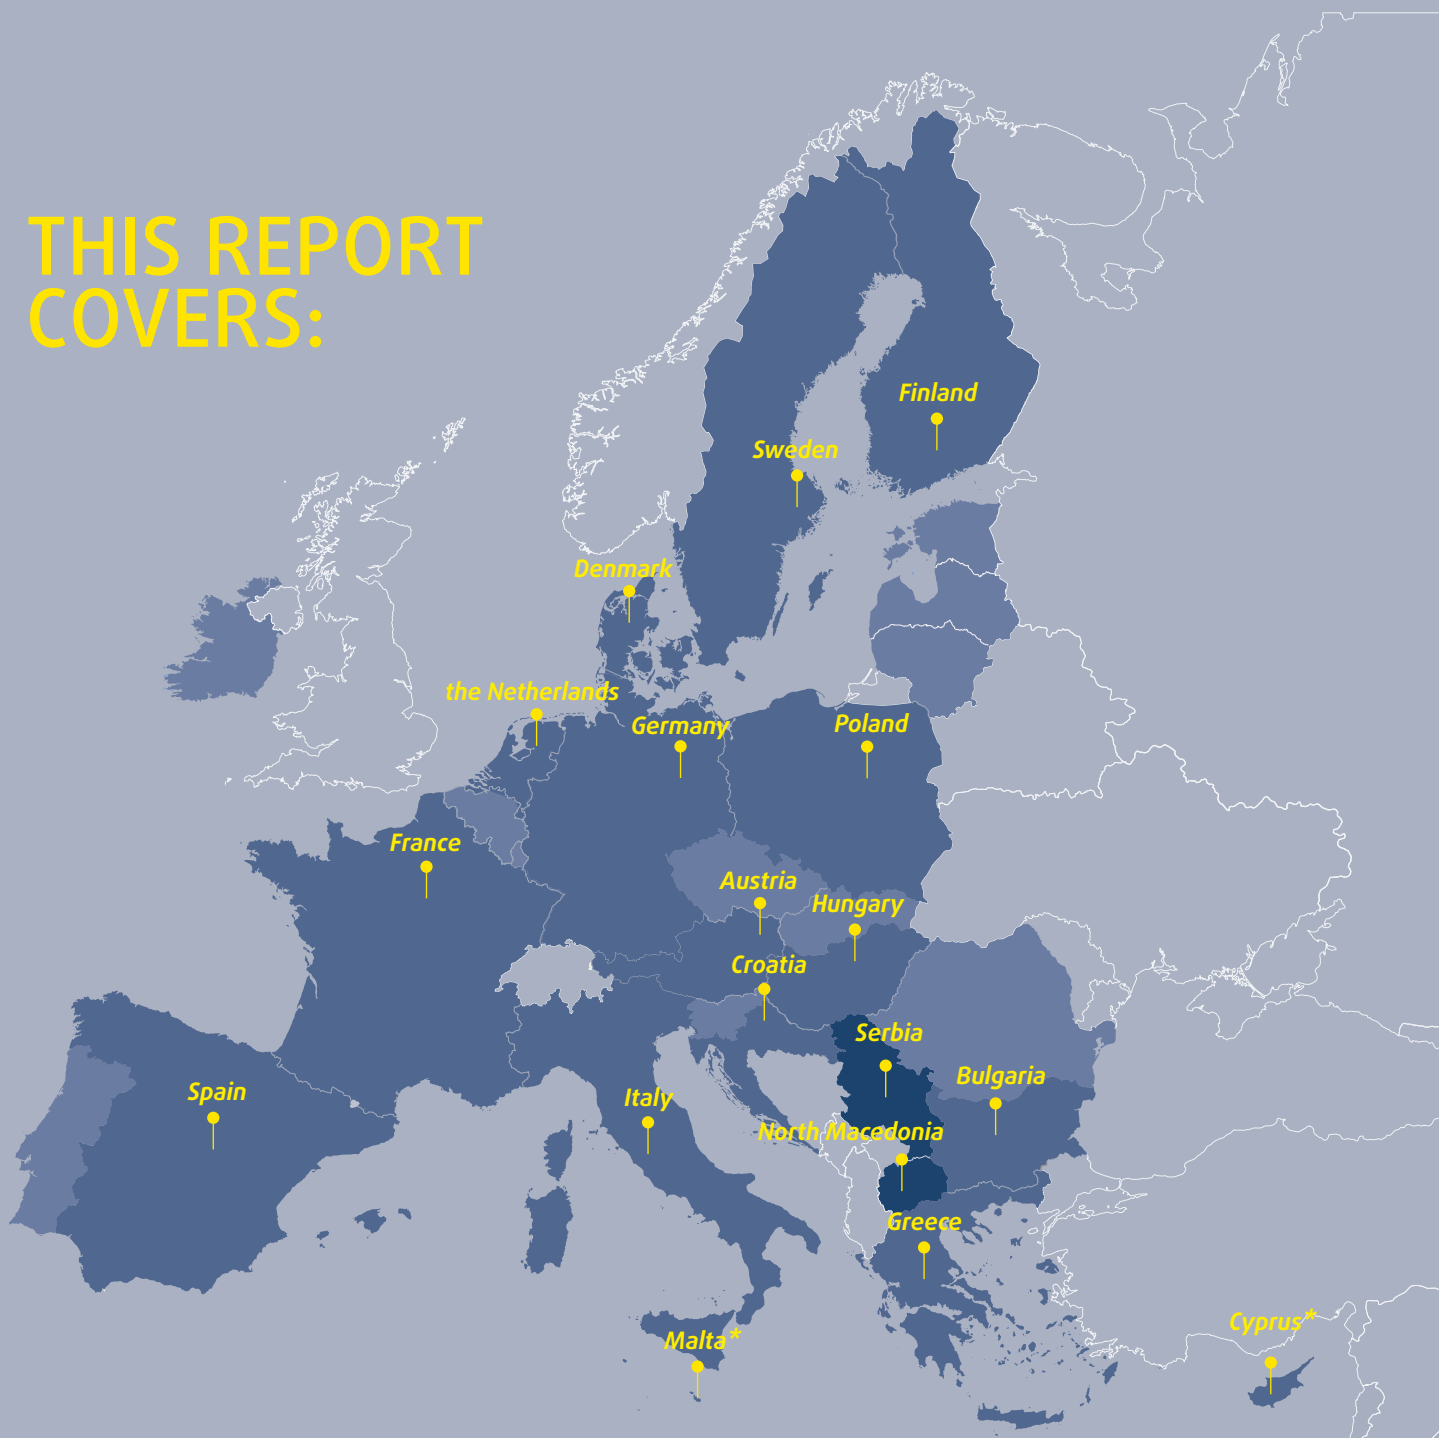 THIS REPORT
COVERS:
Finland
Sweden
Denmark
the Netherlands
Germany
Poland
France
Austria
Hungary
Croatia
Serbia
Bulgaria
Spain
Italy
North Macedonia
Greece
Cyprus*
Malta*